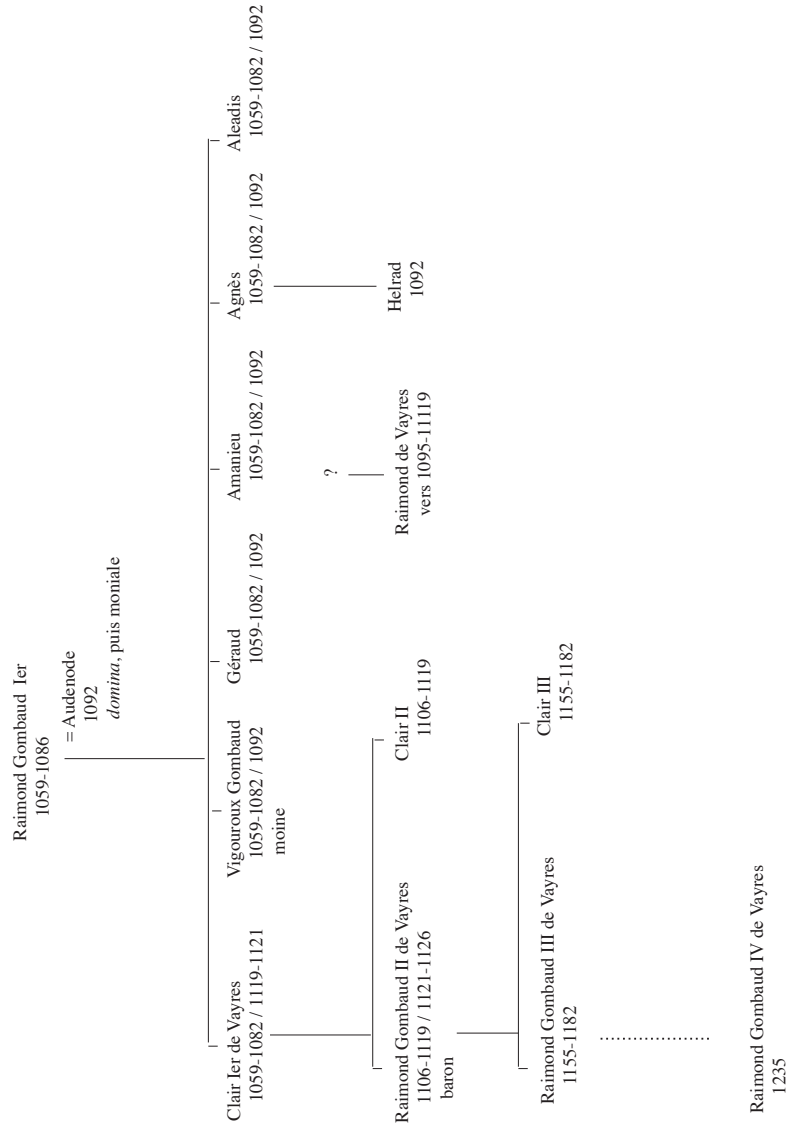 Raimond Gombaud Ier
1059-1086
= Audenode
1092
domina, puis moniale
Clair Ier de Vayres
1059-1082 / 1119-1121
Vigouroux Gombaud
1059-1082 / 1092
moine
Géraud
1059-1082 / 1092
Amanieu
1059-1082 / 1092
Agnès
1059-1082 / 1092
Aleadis
1059-1082 / 1092
Raimond Gombaud II de Vayres
1106-1119 / 1121-1126
baron
Clair II
1106-1119
?
Raimond de Vayres
vers 1095-11119
Helrad
1092
Raimond Gombaud III de Vayres
1155-1182
Clair III
1155-1182
Raimond Gombaud IV de Vayres
1235